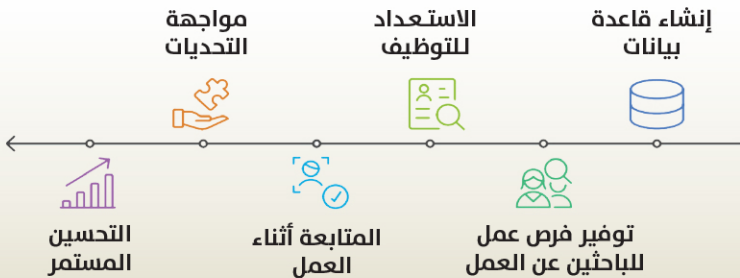 إنشاء قاعدة
بيانات
توفير فرص عمل
للباحثين عن العمل
الاستعداد
للتوظيف
المتابعة أثناء
العمل
مواجهة
التحديات
التحسين
المستمر